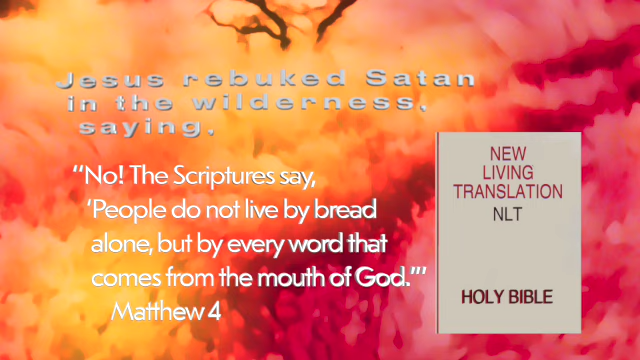 Jesus rebuked Satan
in the wilderness,
saying,
“No! The Scriptures say,
‘People do not live by bread
alone, but by every word that
comes from the mouth of God.’”
Matthew 4
NEW
LIVING
TRANSLATION
NLT
HOLY BIBLE